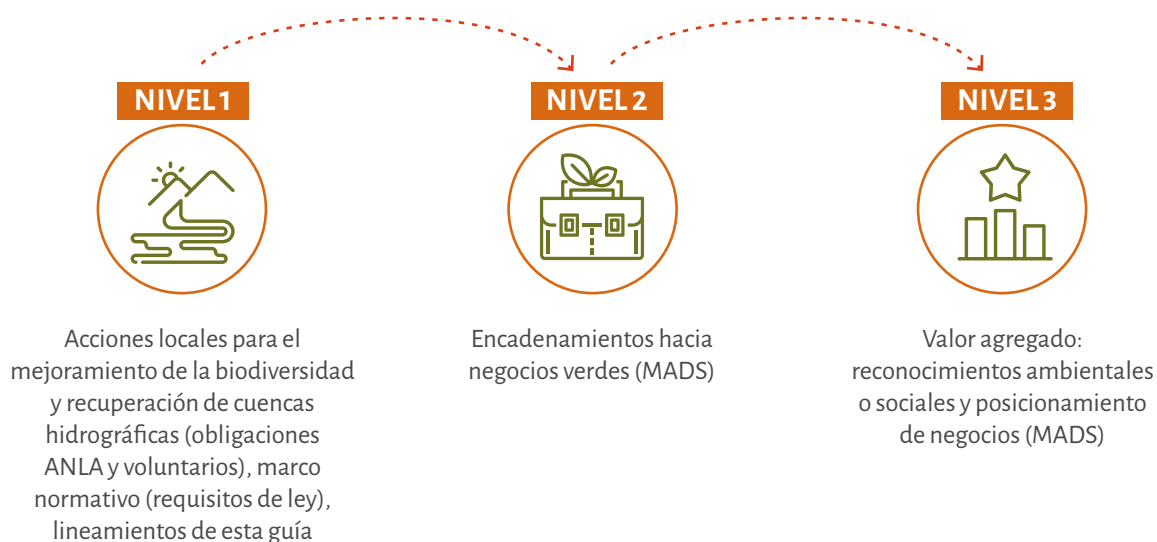 NIVEL 1
Acciones locales para el
mejoramiento de la biodiversidad
y recuperación de cuencas
hidrográficas (obligaciones
ANLA y voluntarios), marco
normativo (requisitos de ley),
lineamientos de esta guía
NIVEL 2
Encadenamientos hacia
negocios verdes (MADS)
NIVEL 3
Valor agregado:
reconocimientos ambientales
o sociales y posicionamiento
de negocios (MADS)